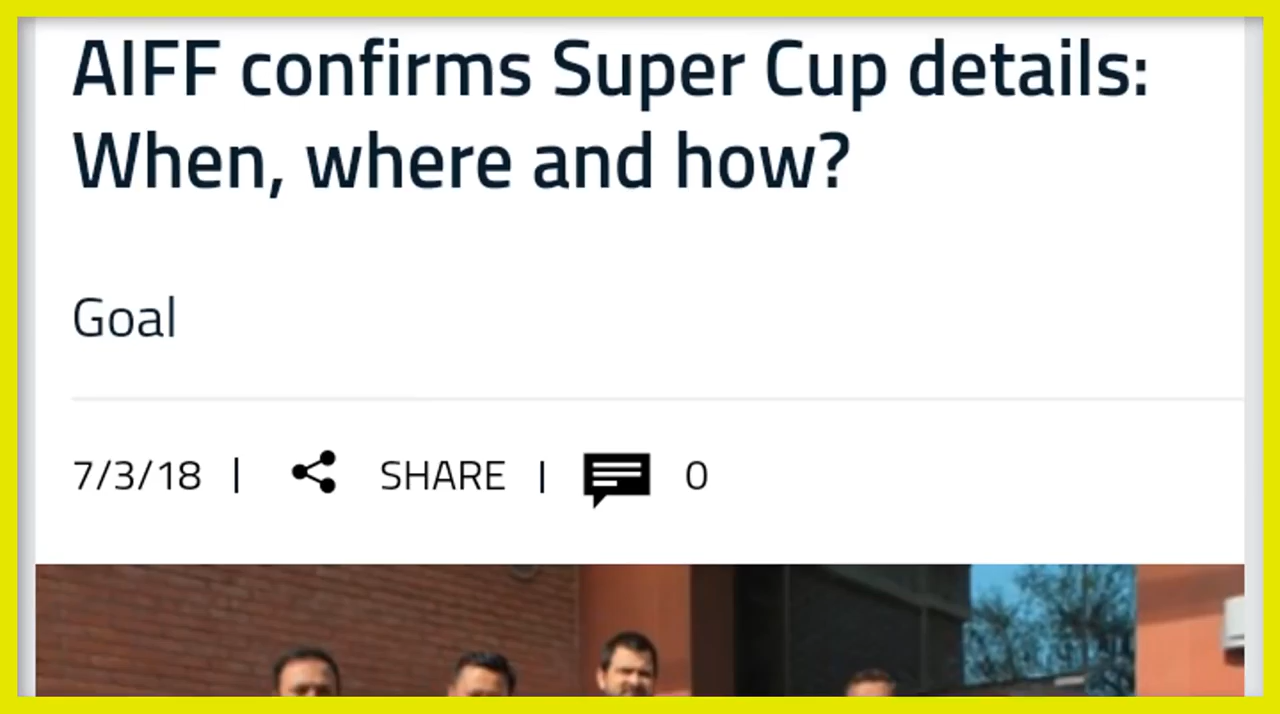 AIFF confirms Super Cup details:
When, where and how?
Goal
7/3/18 | SHARE | 0